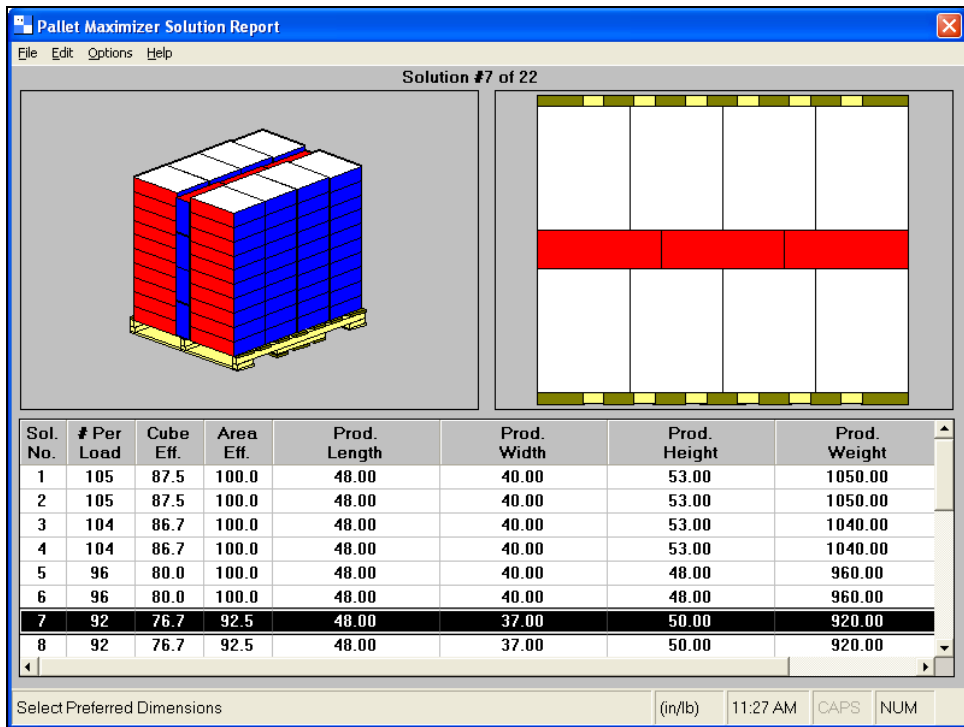 Pallet Maximizer Solution Report
File Edit Options Help
Solution #7 of 22
Sol. No. # Per Load Cube Eff. Area Eff. Prod. Length Prod. Width Prod. Height Prod. Weight
1 105 87.5 100.0 48.00 40.00 53.00 1050.00
2 105 87.5 100.0 48.00 40.00 53.00 1050.00
3 104 86.7 100.0 48.00 40.00 53.00 1040.00
4 104 86.7 100.0 48.00 40.00 53.00 1040.00
5 96 80.0 100.0 48.00 40.00 48.00 960.00
6 96 80.0 100.0 48.00 40.00 48.00 960.00
7 92 76.7 92.5 48.00 37.00 50.00 920.00
8 92 76.7 92.5 48.00 37.00 50.00 920.00
Select Preferred Dimensions (in/lb) 11:27 AM CAPS NUM